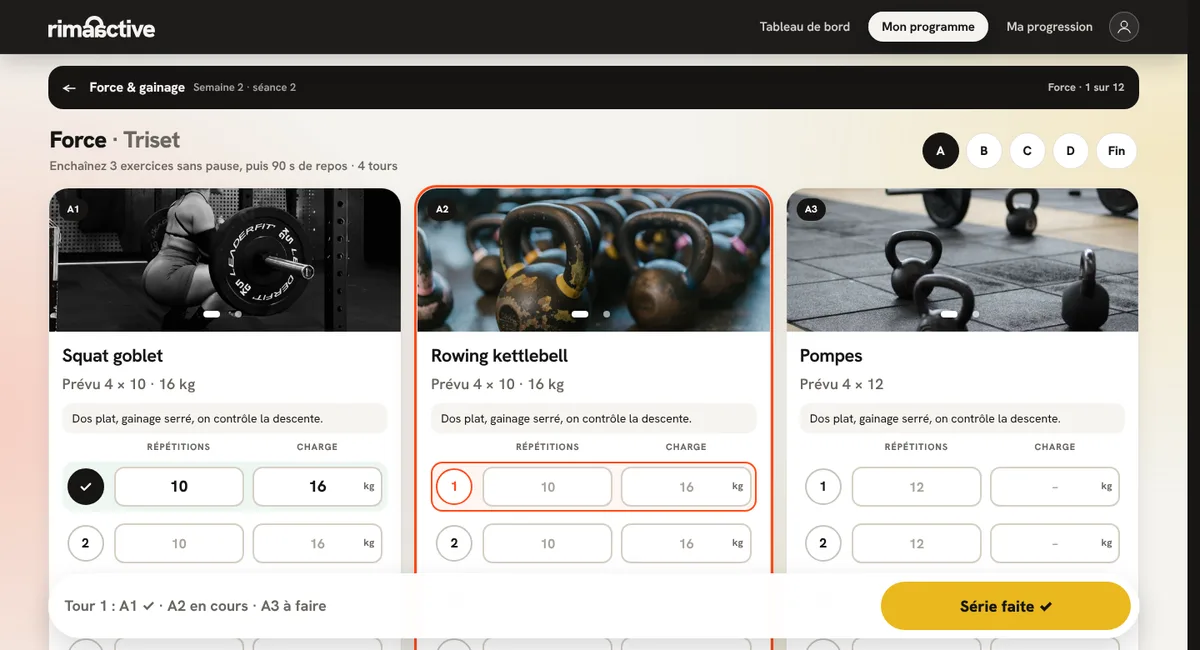 rimaactive
Tableau de bord
Mon programme
Ma progression
← Force & gainage Semaine 2 · séance 2
Force · 1 sur 12
Force · Triset
Enchaînez 3 exercices sans pause, puis 90 s de repos · 4 tours
A B C D Fin
A1
LEADERFIT
A2
A3
Squat goblet
Prévu 4 × 10 · 16 kg
Dos plat, gainage serré, on contrôle la descente.
RÉPÉTITIONS CHARGE
✓ 10 16 kg
2 10 16 kg
Rowing kettlebell
Prévu 4 × 10 · 16 kg
Dos plat, gainage serré, on contrôle la descente.
RÉPÉTITIONS CHARGE
1 10 16 kg
2 10 16 kg
Pompes
Prévu 4 × 12
Dos plat, gainage serré, on contrôle la descente.
RÉPÉTITIONS CHARGE
1 12 – kg
2 12 – kg
Tour 1 : A1 ✓ · A2 en cours · A3 à faire
Série faite ✓